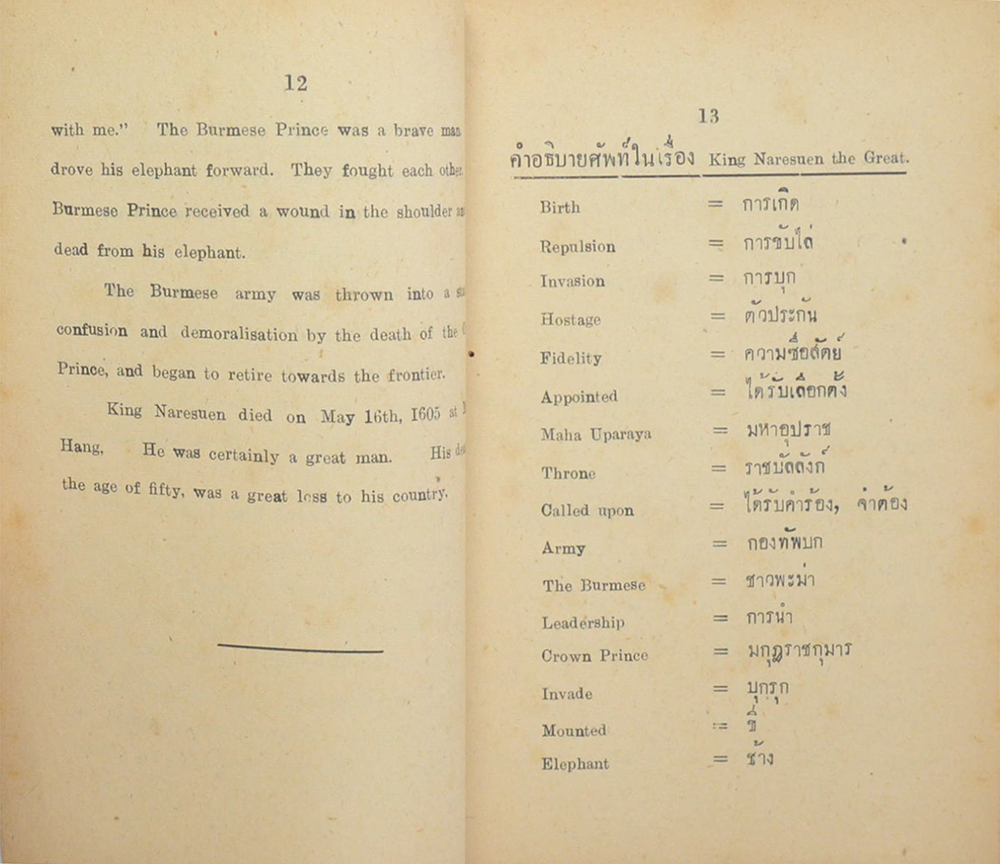 12
with me." The Burmese Prince was a brave man
drove his elephant forward. They fought each other
Burmese Prince received a wound in the shoulder
dead from his elephant.
The Burmese army was thrown into a
confusion and demoralisation by the death of the
Prince, and began to retire towards the frontier.
King Naresuen died on May 16th, 1605 at
Hang, He was certainly a great man. His
the age of fifty, was a great loss to his country.
13
คำอธิบายศัพท์ในเรื่อง King Naresuen the Great.
Birth = การเกิด
Repulsion = การขับไล่
Invasion = การบุก
Hostage = ตัวประกัน
Fidelity = ความซื่อสัตย์
Appointed = ได้รับเลือกตั้ง
Maha Uparaya = มหาอุปราช
Throne = ราชบัลลังก์
Called upon = ได้รับคำร้อง, จำต้อง
Army = กองทัพบก
The Burmese = ชาวพะม่า
Leadership = การนำ
Crown Prince = มกุฎราชกุมาร
Invade = บุกรุก
Mounted = ขี่
Elephant = ช้าง